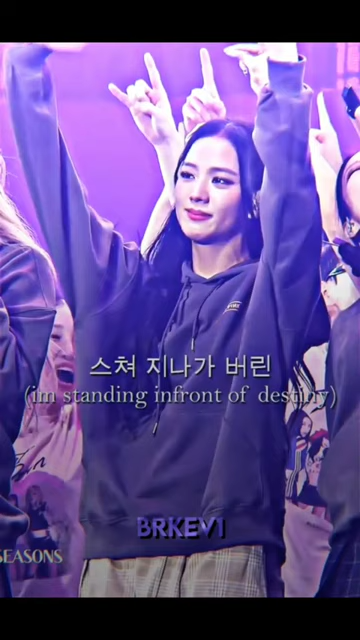 스쳐 지나가 버린
(im standing infront of destiny)
BRKEV1
SEASONS